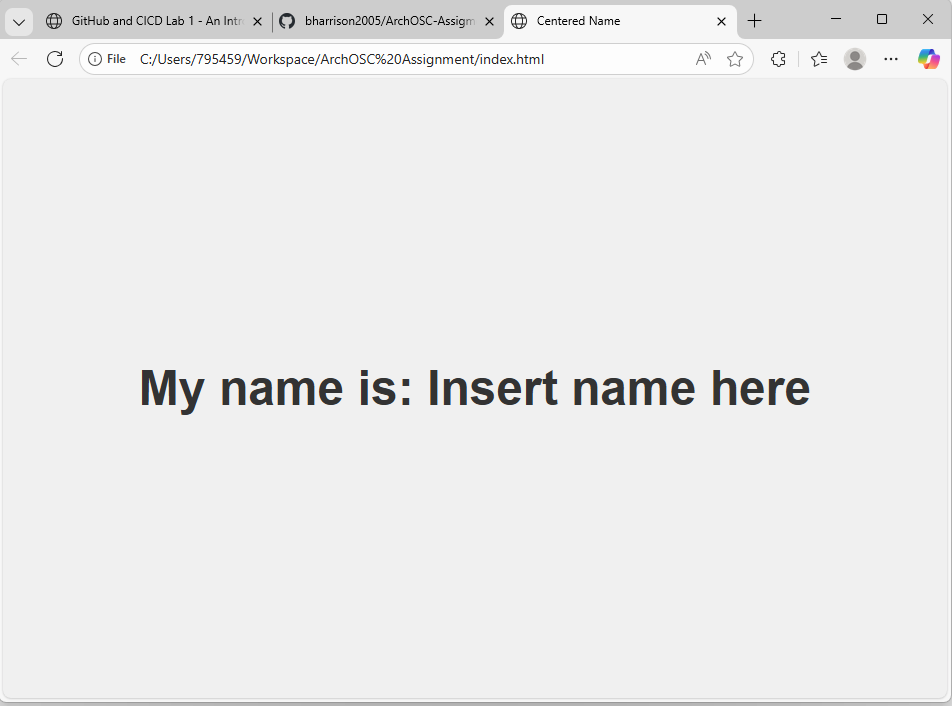 GitHub and CICD Lab 1 - An Intr
bharrison2005/ArchOSC-Assignm
Centered Name
File C:/Users/795459/Workspace/ArchOSC%20Assignment/index.html
My name is: Insert name here